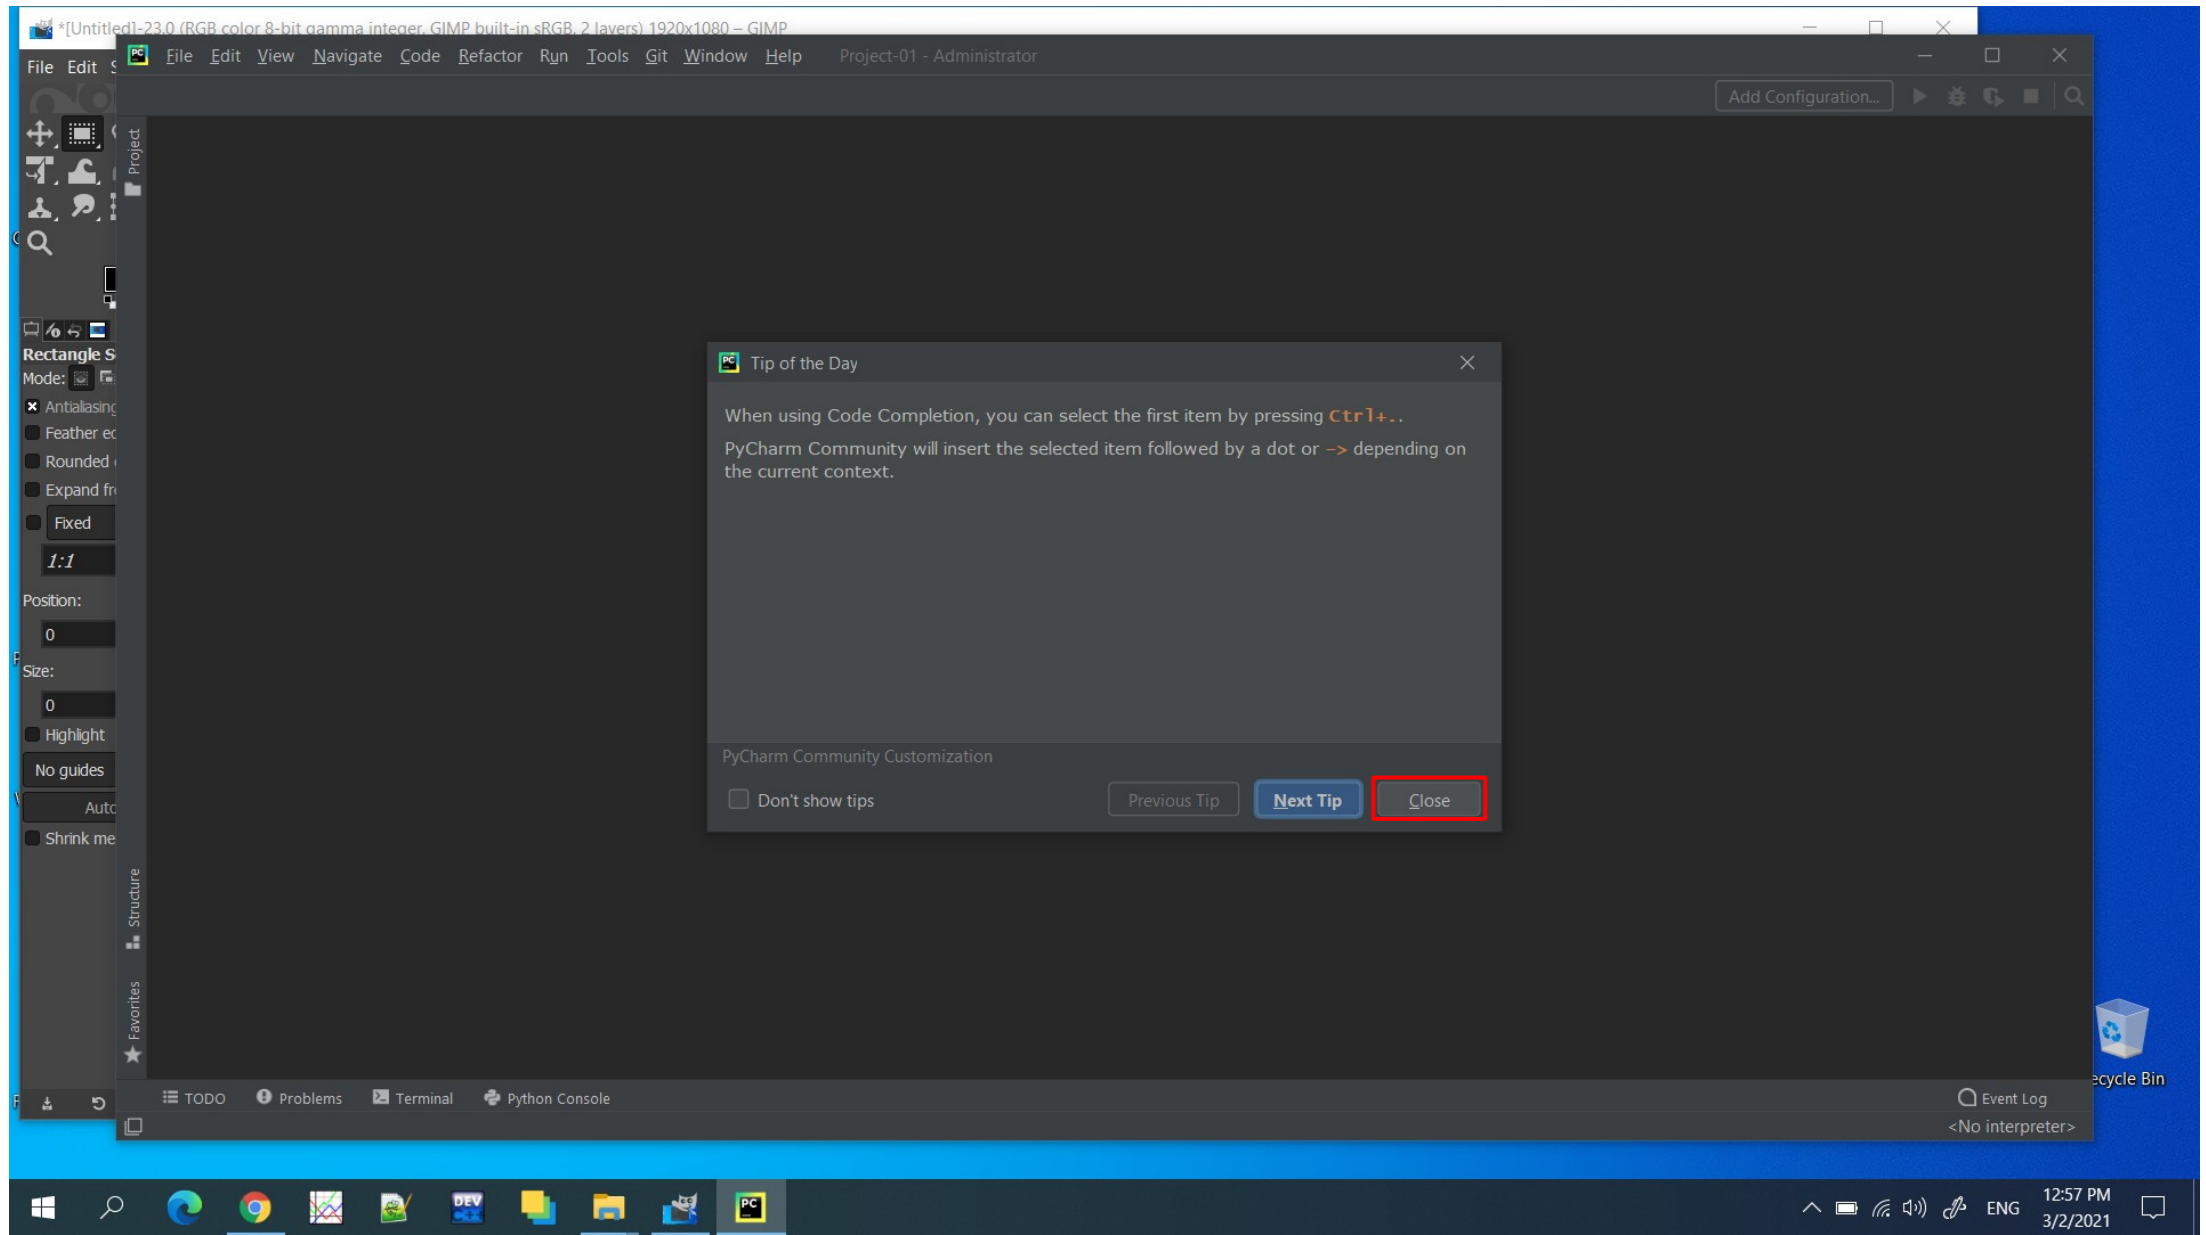 *[Untitled]-23.0 (RGB color 8-bit gamma integer, GIMP built-in sRGB, 2 layers) 1920x1080 – GIMP
File Edit
File Edit View Navigate Code Refactor Run Tools Git Window Help Project-01 - Administrator
Add Configuration...
Project
Rectangle S
Mode:
Antialiasing
Feather ed
Rounded
Expand fr
Fixed
1:1
Position:
0
Size:
0
Highlight
No guides
Auto
Shrink me
Tip of the Day
When using Code Completion, you can select the first item by pressing Ctrl+..
PyCharm Community will insert the selected item followed by a dot or -> depending on
the current context.
PyCharm Community Customization
Don't show tips
Previous Tip
Next Tip
Close
Structure
Favorites
TODO Problems Terminal Python Console
Event Log
<No interpreter>
ecycle Bin
PC
DEV
C++
PC
ENG
12:57 PM
3/2/2021